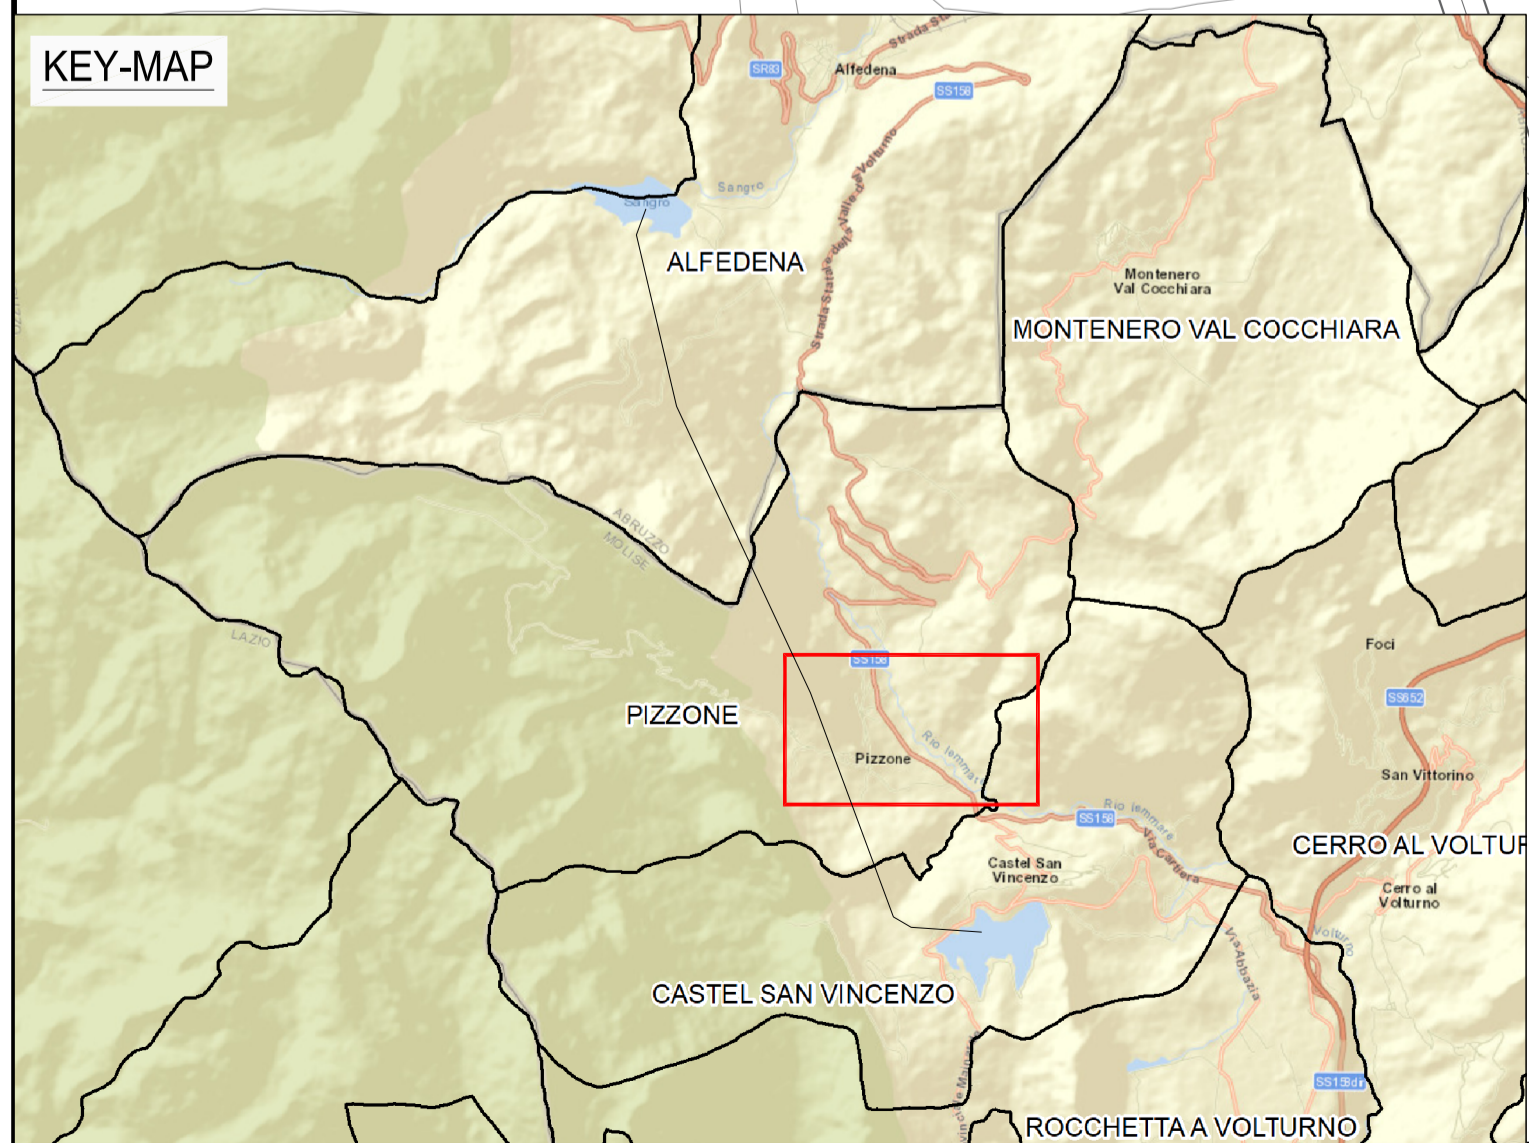 KEY-MAP
Strada St
SR83
Alfedena
SS158
Strada Statale della Valle del Volturno
Sangro
Sangro
ALFEDENA
Montenero
Val Cocchiara
MONTENERO VAL COCCHIARA
ABRUZZO
MOLISE
LAZIO
Foci
SS158
SS652
PIZZONE
Rio Iemmare
Pizzone
San Vittorino
Rio Iemmare
SS158
Via Cartiera
CERRO AL VOLTUR
Castel San
Vincenzo
Cerro al
Volturno
Volturno
Via Abbazia
CASTEL SAN VINCENZO
SS158dir
ROCCHETTA A VOLTURNO